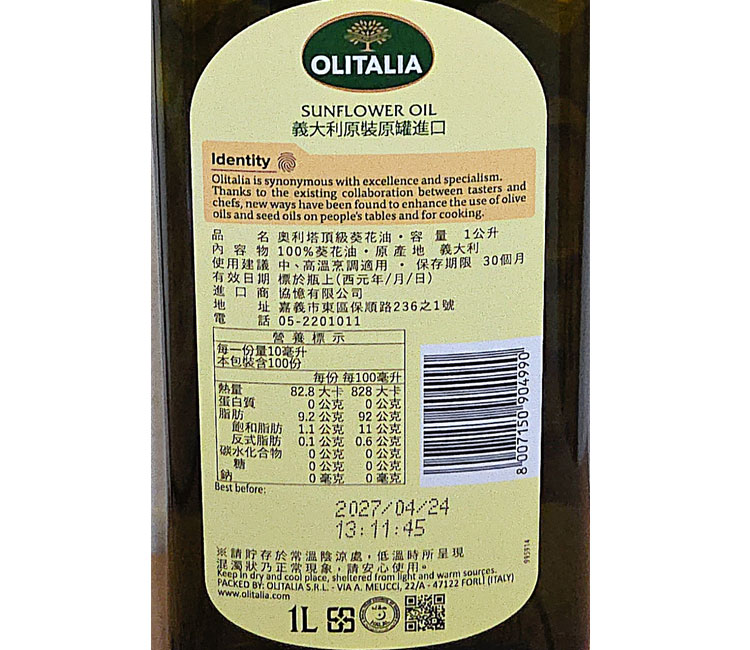 OLITALIA
SUNFLOWER OIL
義大利原裝原罐進口
Identity
Olitalia is synonymous with excellence and specialism.
Thanks to the existing collaboration between tasters and
chefs, new ways have been found to enhance the use of olive
oils and seed oils on people's tables and for cooking.
品名 奧利塔頂級葵花油・容量 1公升
內容物 100%葵花油・原產地 義大利
使用建議 中、高溫烹調適用・保存期限 30個月
有效日期 標於瓶上(西元年/月/日)
進口商 協憶有限公司
地址 嘉義市東區保順路236之1號
電話 05-2201011
營養標示
每一份量10毫升
本包裝含100份
每份 每100毫升
熱量 82.8 大卡 828 大卡
蛋白質 0 公克 0 公克
脂肪 9.2 公克 92 公克
飽和脂肪 1.1 公克 11 公克
反式脂肪 0.1 公克 0.6 公克
碳水化合物 0 公克 0 公克
糖 0 公克 0 公克
鈉 0 毫克 0 毫克
8 007150 904990
Best before:
2027/04/24
13:11:45
※請貯存於常溫陰涼處，低溫時所呈現
混濁狀乃正常現象，請安心使用。
Keep in dry and cool place, sheltered from light and warm sources.
PACKED BY: OLITALIA S.R.L. - VIA A. MEUCCI, 22/A - 47122 FORLÌ (ITALY)
www.olitalia.com
995914
1L